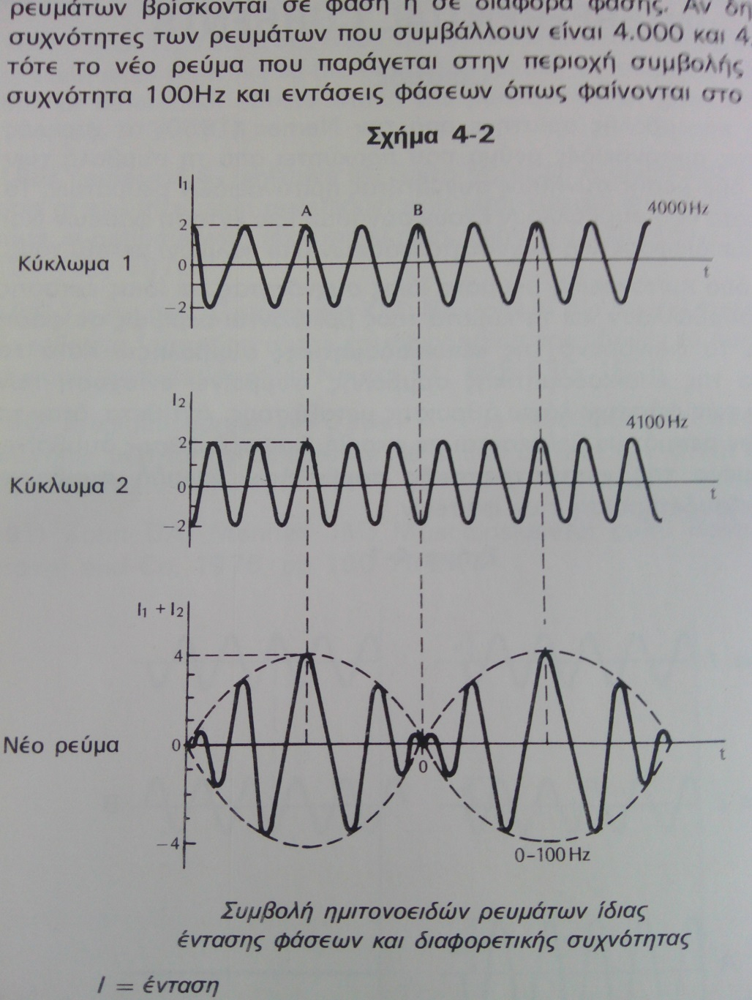 ρευμάτων βρίσκονται σε φάση ή σε διαφορά φάσης. Αν
συχνότητες των ρευμάτων που συμβάλλουν είναι 4.000 και
τότε το νέο ρεύμα που παράγεται στην περιοχή συμβολής
συχνότητα 100Hz και εντάσεις φάσεων όπως φαίνονται στο
Σχήμα 4-2
I₁
A
B
4000Hz
2
Κύκλωμα 1
0
t
−2
I₂
4100Hz
2
Κύκλωμα 2
0
t
−2
I₁ + I₂
4
Νέο ρεύμα
0
0
t
−4
0–100Hz
Συμβολή ημιτονοειδών ρευμάτων ίδιας
έντασης φάσεων και διαφορετικής συχνότητας
I = ένταση